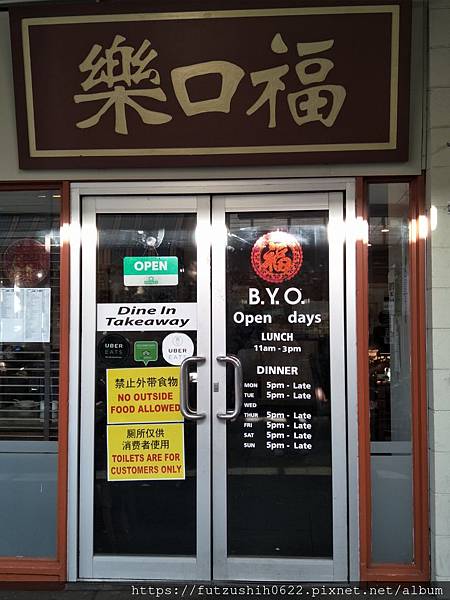 樂口福
OPEN
Dine In
Takeaway
UBER
EATS
UBER
EATS
禁止外带食物
NO OUTSIDE
FOOD ALLOWED
厕所仅供
消费者使用
TOILETS ARE FOR
CUSTOMERS ONLY
福
B.Y.O.
Open days
LUNCH
11am - 3pm
DINNER
MON 5pm - Late
TUE 5pm - Late
WED
THUR 5pm - Late
FRI 5pm - Late
SAT 5pm - Late
SUN 5pm - Late
https://futzushih0622.pixnet.net/album